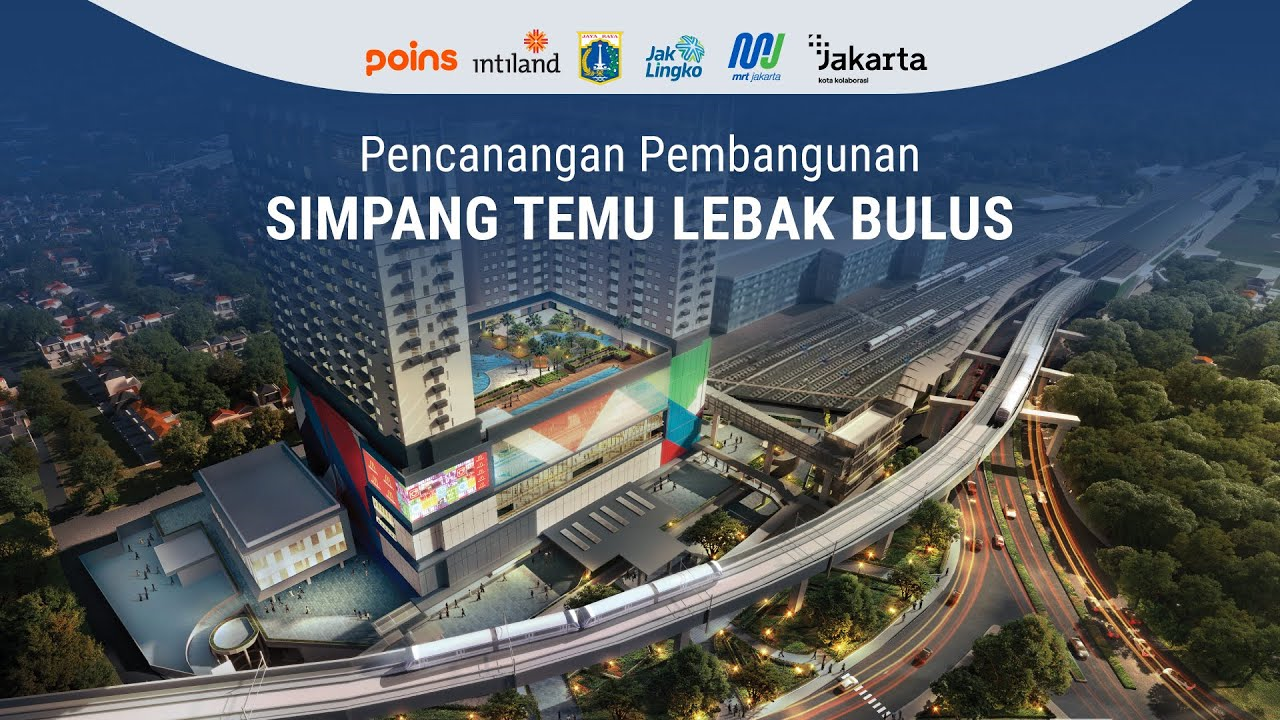 poins
intiland
JAYA RAYA
Jak
Lingko
mrt jakarta
Jakarta
kota kolaborasi
Pencanangan Pembangunan
SIMPANG TEMU LEBAK BULUS